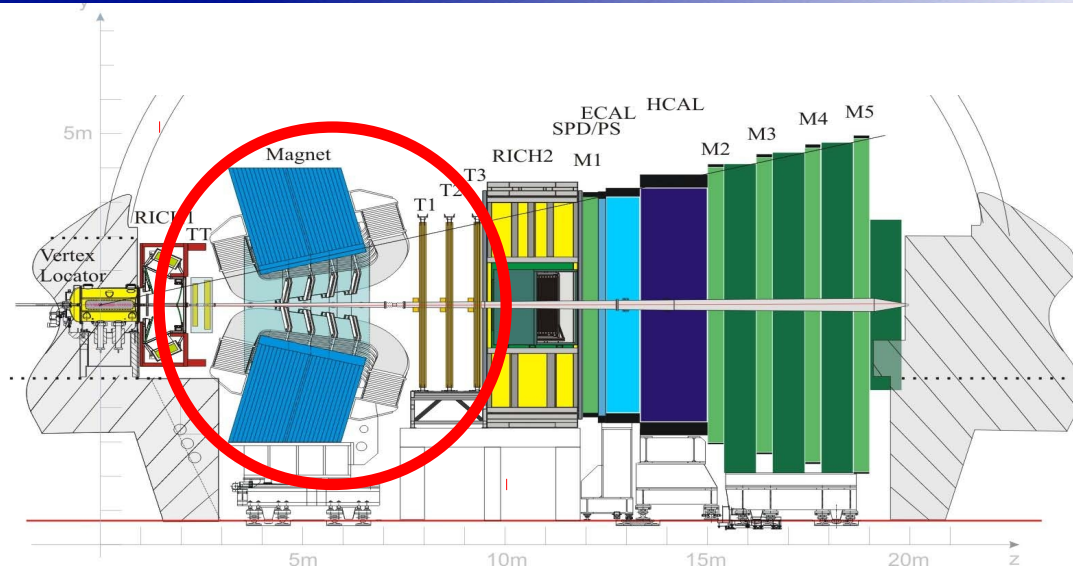 y
5m
Magnet
RICH1
TT
Vertex
Locator
T1
T2
T3
RICH2
M1
SPD/PS
ECAL
HCAL
M2
M3
M4
M5
5m
10m
15m
20m
z